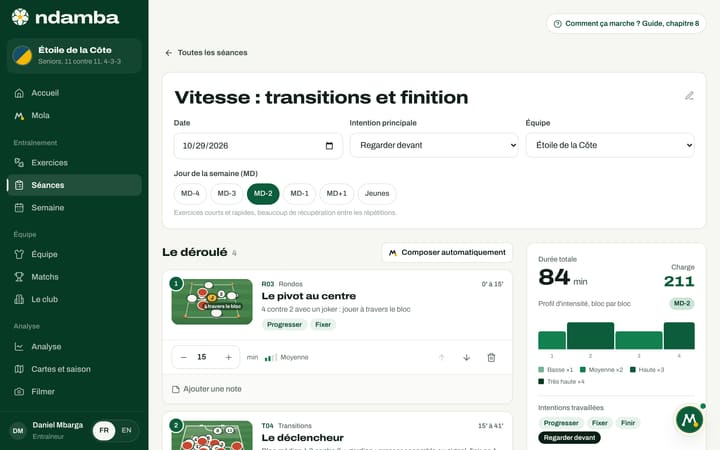 ndamba
Étoile de la Côte
Seniors, 11 contre 11, 4-3-3
Accueil
Mola
Entraînement
Exercices
Séances
Semaine
Équipe
Équipe
Matchs
Le club
Analyse
Analyse
Cartes et saison
Filmer
DM
Daniel Mbarga
Entraîneur
FR
EN
Comment ça marche ? Guide, chapitre 8
Toutes les séances
Vitesse : transitions et finition
Date
Intention principale
Équipe
10/29/2026
Regarder devant
Étoile de la Côte
Jour de la semaine (MD)
MD-4
MD-3
MD-2
MD-1
MD+1
Jeunes
Exercices courts et rapides, beaucoup de récupération entre les répétitions.
Le déroulé 4
Composer automatiquement
1
à travers le bloc
R03 Rondos
0' à 15'
Le pivot au centre
4 contre 2 avec un joker : jouer à travers le bloc
Progresser
Fixer
15
min
Moyenne
Ajouter une note
2
T04 Transitions
15' à 41'
Le déclencheur
Durée totale
84 min
Charge
211
Profil d'intensité, bloc par bloc
MD-2
1
2
3
4
Basse ×1
Moyenne ×2
Haute ×3
Très haute ×4
Intentions travaillées
Progresser
Fixer
Finir
Regarder devant